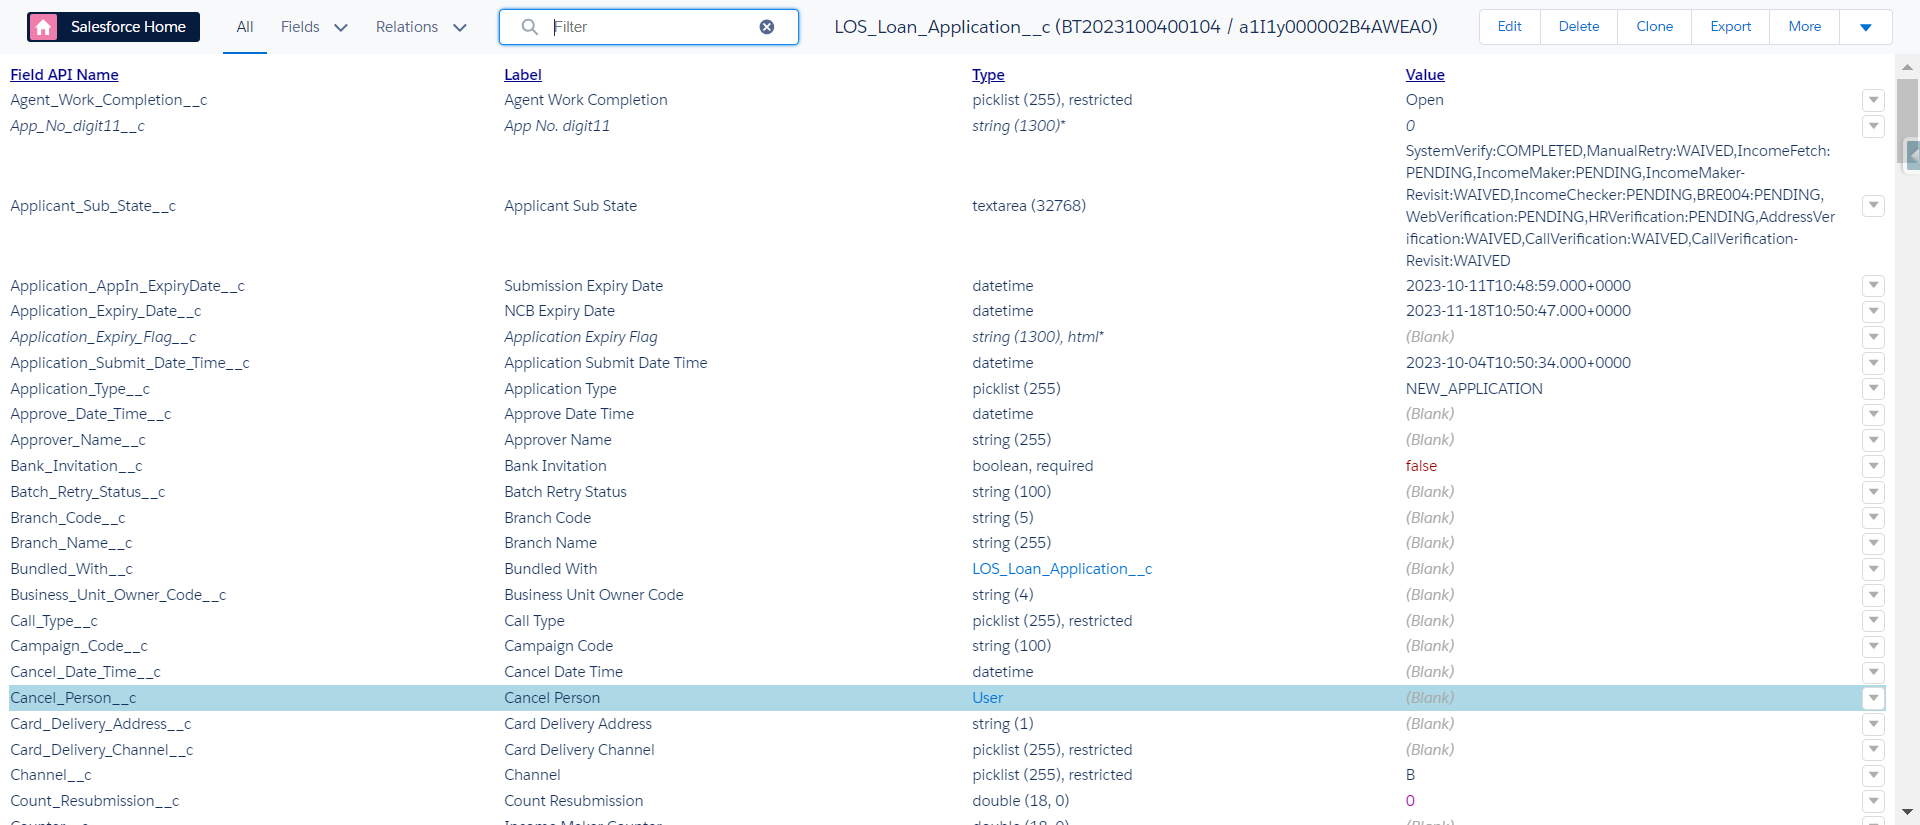 Salesforce Home All Fields Relations Filter LOS_Loan_Application__c (BT2023100400104 / a1I1y000002B4AWEA0) Edit Delete Clone Export More
Field API Name Label Type Value
Agent_Work_Completion__c Agent Work Completion picklist (255), restricted Open
App_No_digit11__c App No. digit11 string (1300)* 0
Applicant_Sub_State__c Applicant Sub State textarea (32768) SystemVerify:COMPLETED,ManualRetry:WAIVED,IncomeFetch:
PENDING,IncomeMaker:PENDING,IncomeMaker-
Revisit:WAIVED,IncomeChecker:PENDING,BRE004:PENDING,
WebVerification:PENDING,HRVerification:PENDING,AddressVer
ification:WAIVED,CallVerification:WAIVED,CallVerification-
Revisit:WAIVED
Application_AppIn_ExpiryDate__c Submission Expiry Date datetime 2023-10-11T10:48:59.000+0000
Application_Expiry_Date__c NCB Expiry Date datetime 2023-11-18T10:50:47.000+0000
Application_Expiry_Flag__c Application Expiry Flag string (1300), html* (Blank)
Application_Submit_Date_Time__c Application Submit Date Time datetime 2023-10-04T10:50:34.000+0000
Application_Type__c Application Type picklist (255) NEW_APPLICATION
Approve_Date_Time__c Approve Date Time datetime (Blank)
Approver_Name__c Approver Name string (255) (Blank)
Bank_Invitation__c Bank Invitation boolean, required false
Batch_Retry_Status__c Batch Retry Status string (100) (Blank)
Branch_Code__c Branch Code string (5) (Blank)
Branch_Name__c Branch Name string (255) (Blank)
Bundled_With__c Bundled With LOS_Loan_Application__c (Blank)
Business_Unit_Owner_Code__c Business Unit Owner Code string (4) (Blank)
Call_Type__c Call Type picklist (255), restricted (Blank)
Campaign_Code__c Campaign Code string (100) (Blank)
Cancel_Date_Time__c Cancel Date Time datetime (Blank)
Cancel_Person__c Cancel Person User (Blank)
Card_Delivery_Address__c Card Delivery Address string (1) (Blank)
Card_Delivery_Channel__c Card Delivery Channel picklist (255), restricted (Blank)
Channel__c Channel picklist (255), restricted B
Count_Resubmission__c Count Resubmission double (18, 0) 0